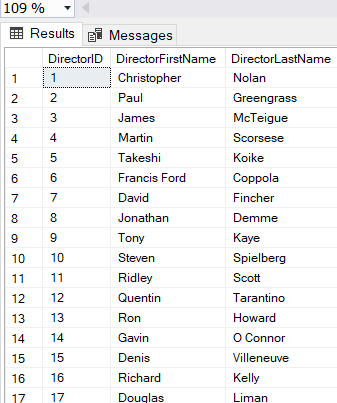 109 %
Results Messages
DirectorID DirectorFirstName DirectorLastName
1 1 Christopher Nolan
2 2 Paul Greengrass
3 3 James McTeigue
4 4 Martin Scorsese
5 5 Takeshi Koike
6 6 Francis Ford Coppola
7 7 David Fincher
8 8 Jonathan Demme
9 9 Tony Kaye
10 10 Steven Spielberg
11 11 Ridley Scott
12 12 Quentin Tarantino
13 13 Ron Howard
14 14 Gavin O Connor
15 15 Denis Villeneuve
16 16 Richard Kelly
17 17 Douglas Liman